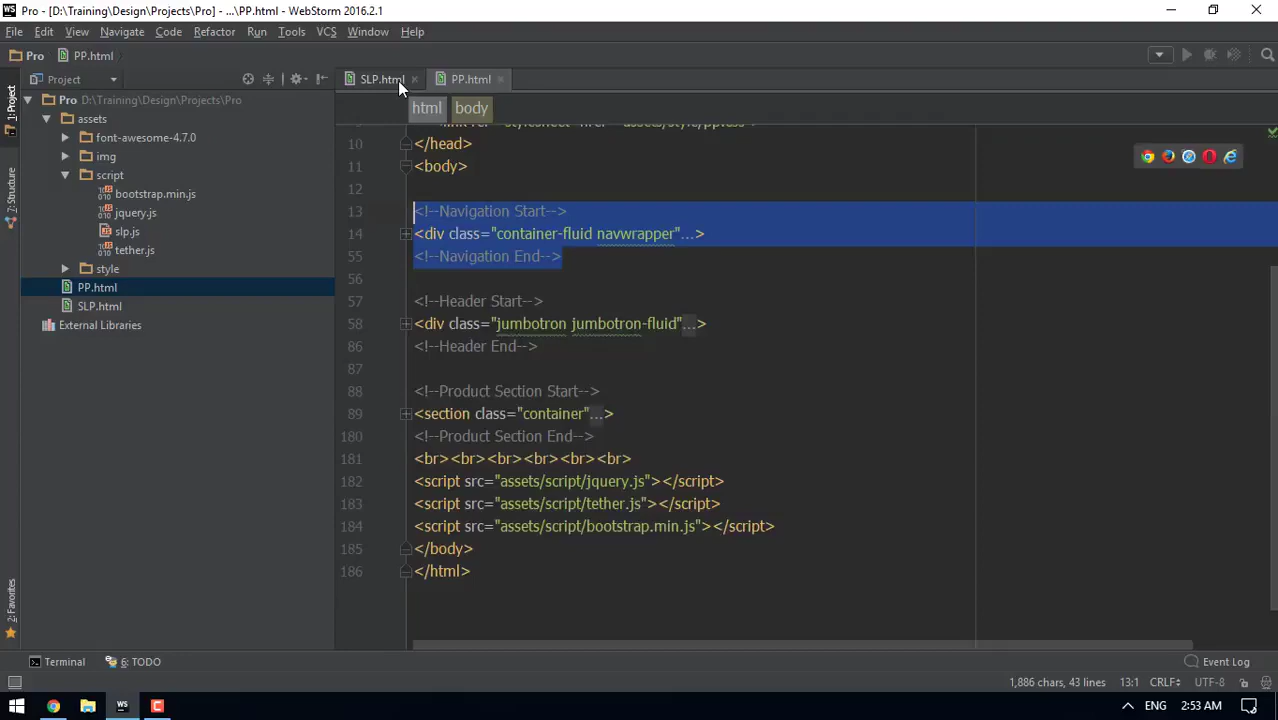 Pro - [D:\Training\Design\Projects\Pro] - ...\PP.html - WebStorm 2016.2.1
File Edit View Navigate Code Refactor Run Tools VCS Window Help
Pro PP.html
Project
SLP.html PP.html
html body
1: Project
7: Structure
2: Favorites
Pro D:\Training\Design\Projects\Pro
assets
font-awesome-4.7.0
img
script
bootstrap.min.js
jquery.js
slp.js
tether.js
style
PP.html
SLP.html
External Libraries
10 </head>
11 <body>
12
13 <!--Navigation Start-->
14 <div class="container-fluid navwrapper"...>
55 <!--Navigation End-->
56
57 <!--Header Start-->
58 <div class="jumbotron jumbotron-fluid"...>
86 <!--Header End-->
87
88 <!--Product Section Start-->
89 <section class="container"...>
180 <!--Product Section End-->
181 <br><br><br><br><br><br>
182 <script src="assets/script/jquery.js"></script>
183 <script src="assets/script/tether.js"></script>
184 <script src="assets/script/bootstrap.min.js"></script>
185 </body>
186 </html>
Terminal 6: TODO Event Log
1,886 chars, 43 lines 13:1 CRLF UTF-8
WS ENG 2:53 AM